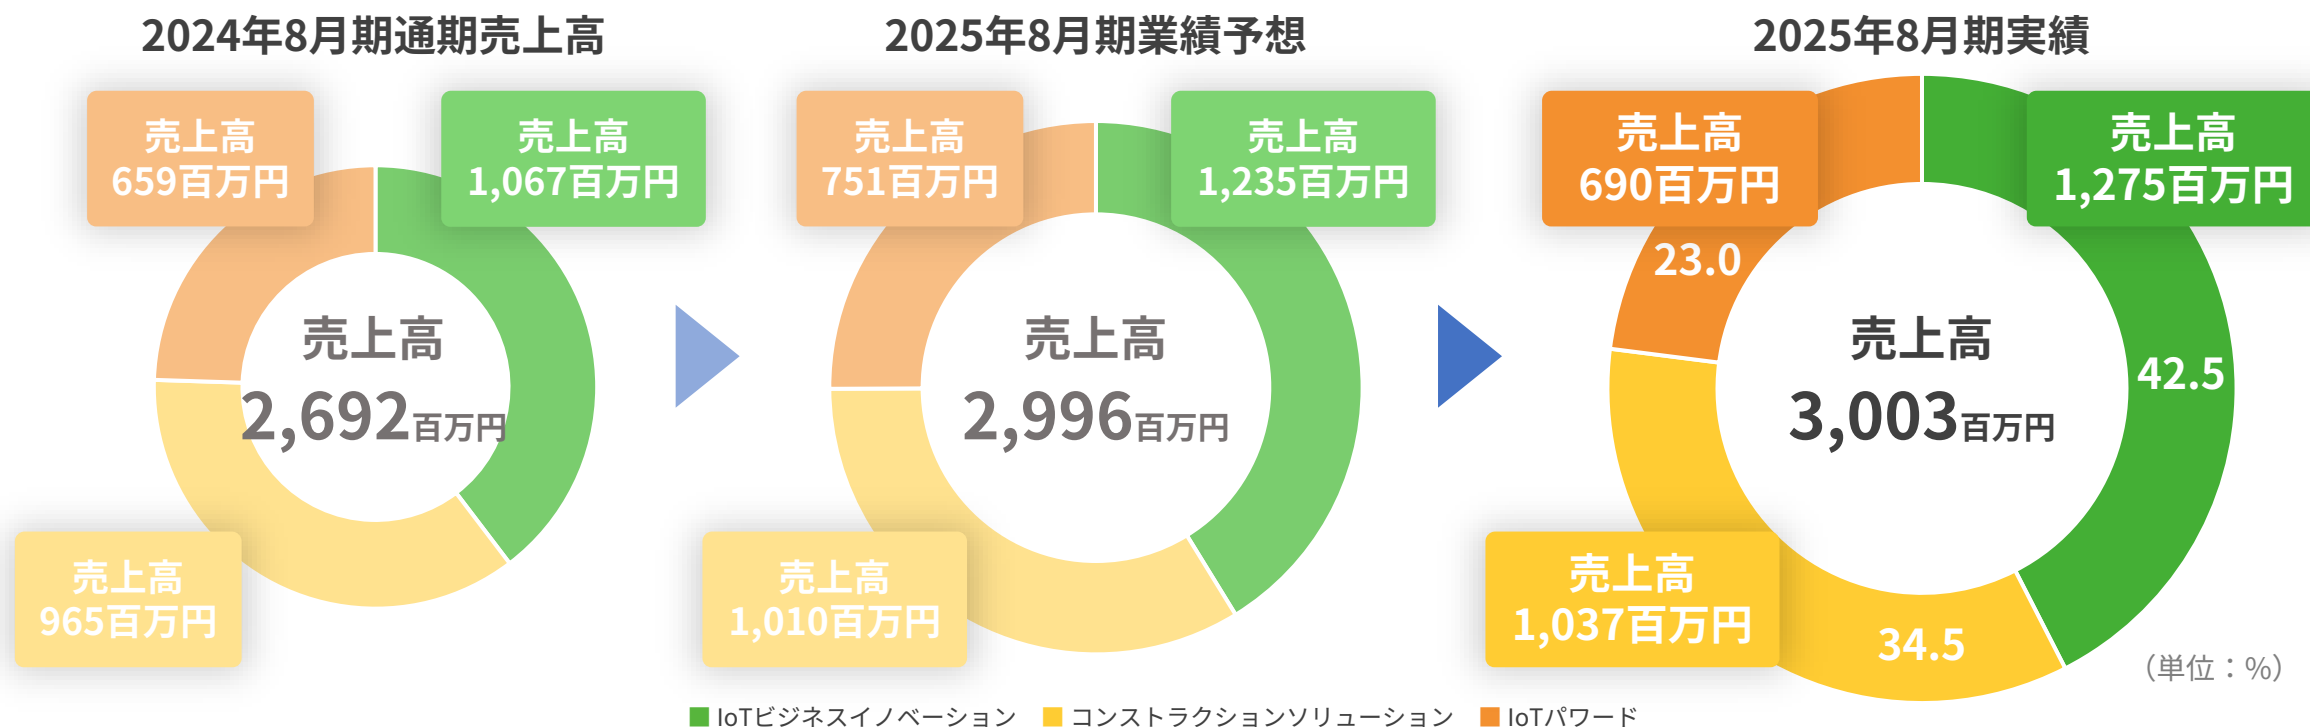 2024年8月期通期売上高
売上高
659百万円
売上高
1,067百万円
売上高
2,692百万円
売上高
965百万円
2025年8月期業績予想
売上高
751百万円
売上高
1,235百万円
売上高
2,996百万円
売上高
1,010百万円
2025年8月期実績
売上高
690百万円
売上高
1,275百万円
23.0
売上高
3,003百万円
42.5
売上高
1,037百万円
34.5
（単位：%）
IoTビジネスイノベーション コンストラクションソリューション IoTパワード